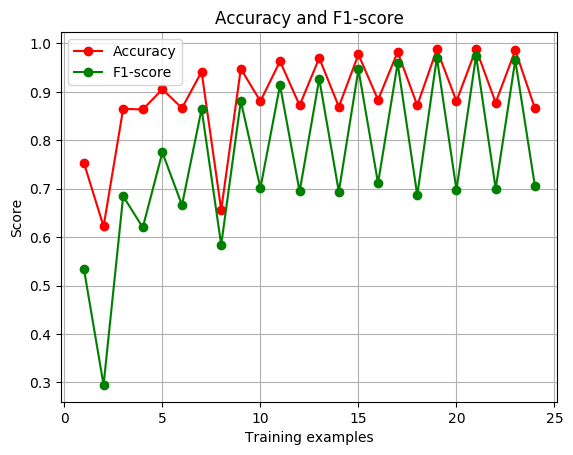 Accuracy and F1-score
Accuracy
F1-score
1.0
0.9
0.8
0.7
0.6
0.5
0.4
0.3
Score
0 5 10 15 20 25
Training examples